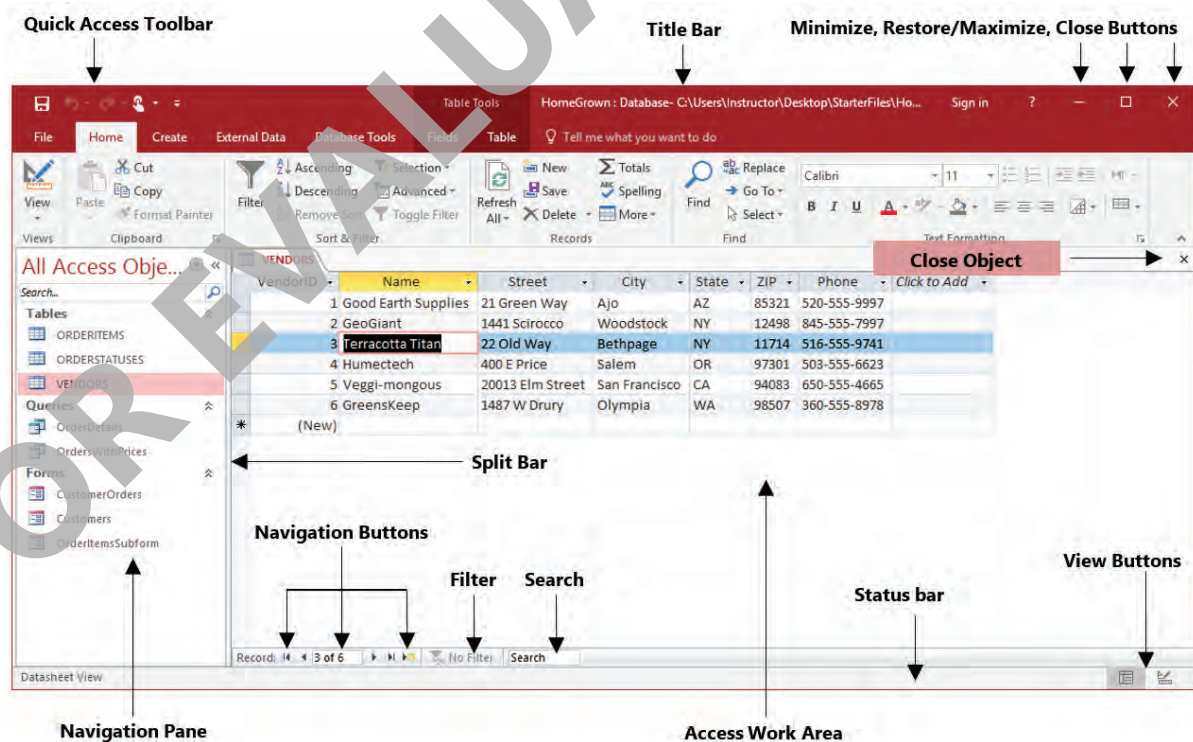 Quick Access Toolbar
Title Bar
Minimize, Restore/Maximize, Close Buttons
Table Tools
HomeGrown : Database- C:\Users\Instructor\Desktop\StarterFiles\Ho...
Sign in
?
File Home Create External Data Database Tools Fields Table Tell me what you want to do
View
Paste
Cut
Copy
Format Painter
Filter
Ascending
Descending
Remove Sort
Selection
Advanced
Toggle Filter
Refresh
All
New
Save
Delete
Totals
Spelling
More
Find
Replace
Go To
Select
Calibri 11
B I U A
Views Clipboard Sort & Filter Records Find Text Formatting
Close Object
All Access Obje...
Search...
Tables
ORDERITEMS
ORDERSTATUSES
VENDORS
Queries
OrderDetails
OrdersWithPrices
Forms
CustomerOrders
Customers
OrderItemsSubform
VENDORS
VendorID Name Street City State ZIP Phone Click to Add
1 Good Earth Supplies 21 Green Way Ajo AZ 85321 520-555-9997
2 GeoGiant 1441 Scirocco Woodstock NY 12498 845-555-7997
3 Terracotta Titan 22 Old Way Bethpage NY 11714 516-555-9741
4 Humectech 400 E Price Salem OR 97301 503-555-6623
5 Veggi-mongous 20013 Elm Street San Francisco CA 94083 650-555-4665
6 GreensKeep 1487 W Drury Olympia WA 98507 360-555-8978
* (New)
Split Bar
Navigation Buttons
Filter
Search
Status bar
View Buttons
Record: 3 of 6 No Filter Search
Datasheet View
Navigation Pane
Access Work Area
OR EVALUA